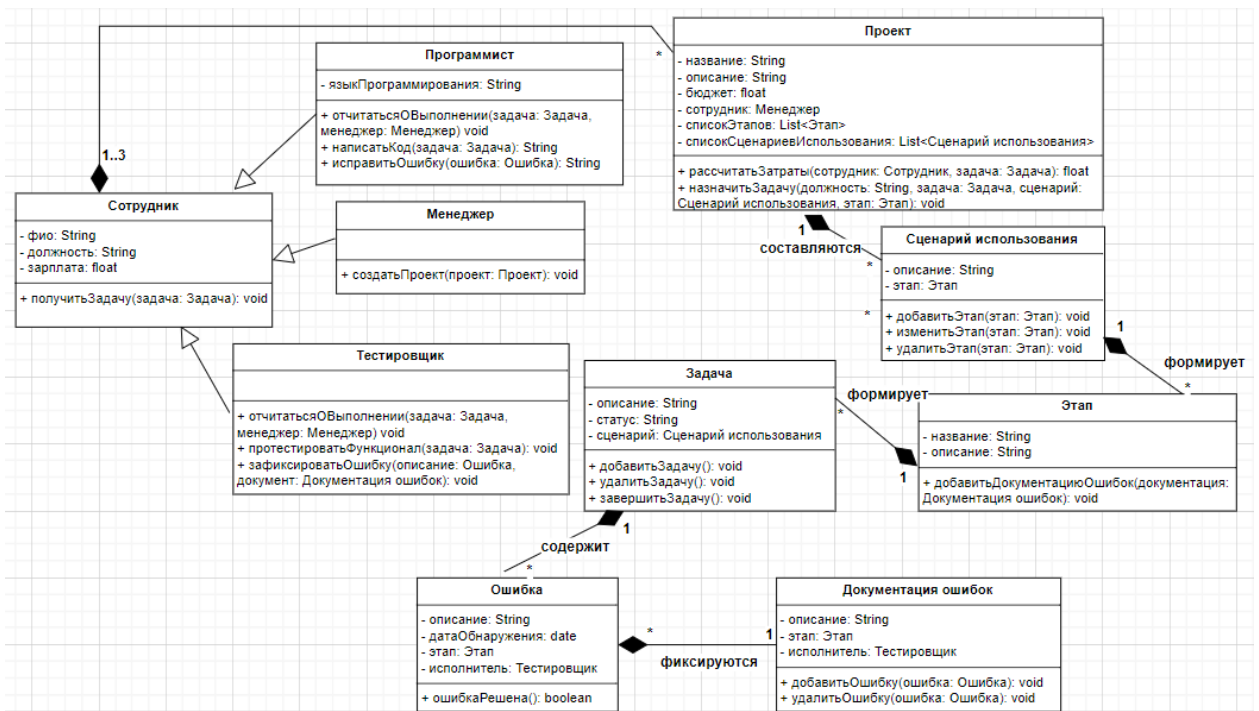 Проект
- название: String
- описание: String
- бюджет: float
- сотрудник: Менеджер
- списокЭтапов: List<Этап>
- списокСценариевИспользования: List<Сценарий использования>
+ рассчитатьЗатраты(сотрудник: Сотрудник, задача: Задача): float
+ назначитьЗадачу(должность: String, задача: Задача, сценарий:
Сценарий использования, этап: Этап): void
*
Программист
- языкПрограммирования: String
+ отчитатьсяОВыполнении(задача: Задача,
менеджер: Менеджер) void
+ написатьКод(задача: Задача): String
+ исправитьОшибку(ошибка: Ошибка): String
1..3
Сотрудник
- фио: String
- должность: String
- зарплата: float
+ получитьЗадачу(задача: Задача): void
Менеджер
+ создатьПроект(проект: Проект): void
1
составляются
*
Сценарий использования
- описание: String
- этап: Этап
+ добавитьЭтап(этап: Этап): void
+ изменитьЭтап(этап: Этап): void
+ удалитьЭтап(этап: Этап): void
*
1
формирует
*
Тестировщик
+ отчитатьсяОВыполнении(задача: Задача,
менеджер: Менеджер) void
+ протестироватьФункционал(задача: Задача): void
+ зафиксироватьОшибку(описание: Ошибка,
документ: Документация ошибок): void
Задача
- описание: String
- статус: String
- сценарий: Сценарий использования
+ добавитьЗадачу(): void
+ удалитьЗадачу(): void
+ завершитьЗадачу(): void
формирует
*
1
Этап
- название: String
- описание: String
+ добавитьДокументациюОшибок(документация:
Документация ошибок): void
1
содержит
*
Ошибка
- описание: String
- датаОбнаружения: date
- этап: Этап
- исполнитель: Тестировщик
+ ошибкаРешена(): boolean
*
1
фиксируются
Документация ошибок
- описание: String
- этап: Этап
- исполнитель: Тестировщик
+ добавитьОшибку(ошибка: Ошибка): void
+ удалитьОшибку(ошибка: Ошибка): void